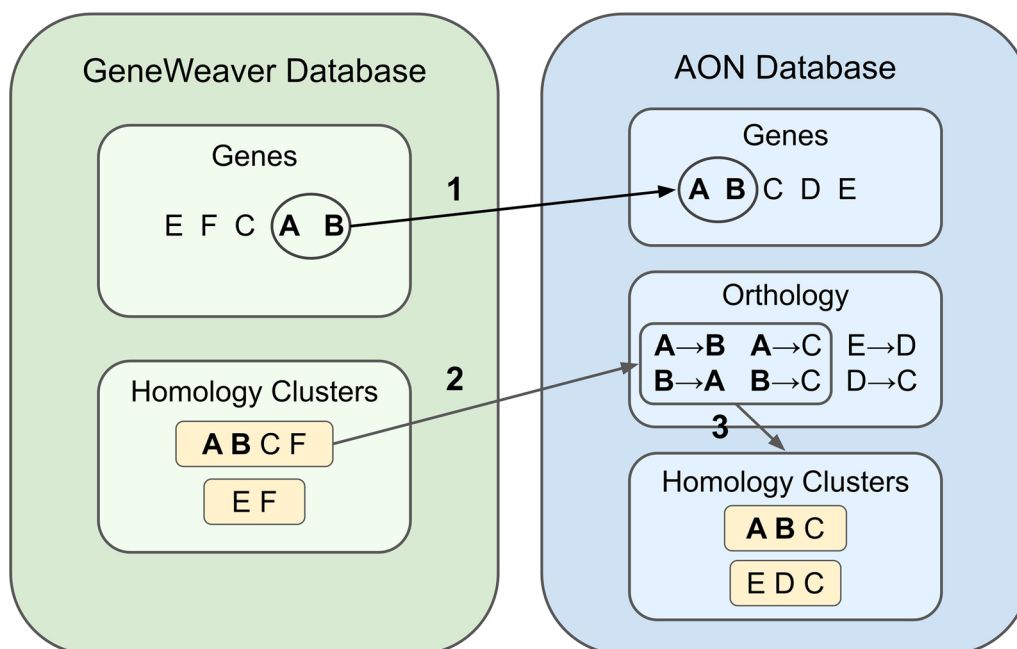 GeneWeaver Database
Genes
E F C A B
Homology Clusters
A B C F
E F
1
2
3
AON Database
Genes
A B C D E
Orthology
A→B A→C E→D
B→A B→C D→C
Homology Clusters
A B C
E D C